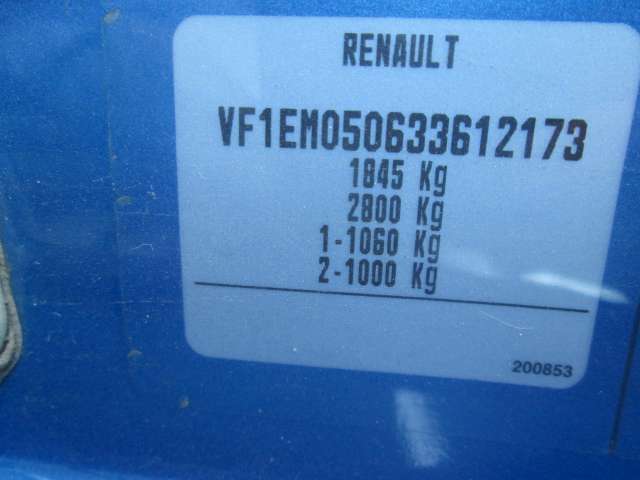 RENAULT
VF1EM050633612173
1845 Kg
2800 Kg
1-1060 Kg
2-1000 Kg
200853